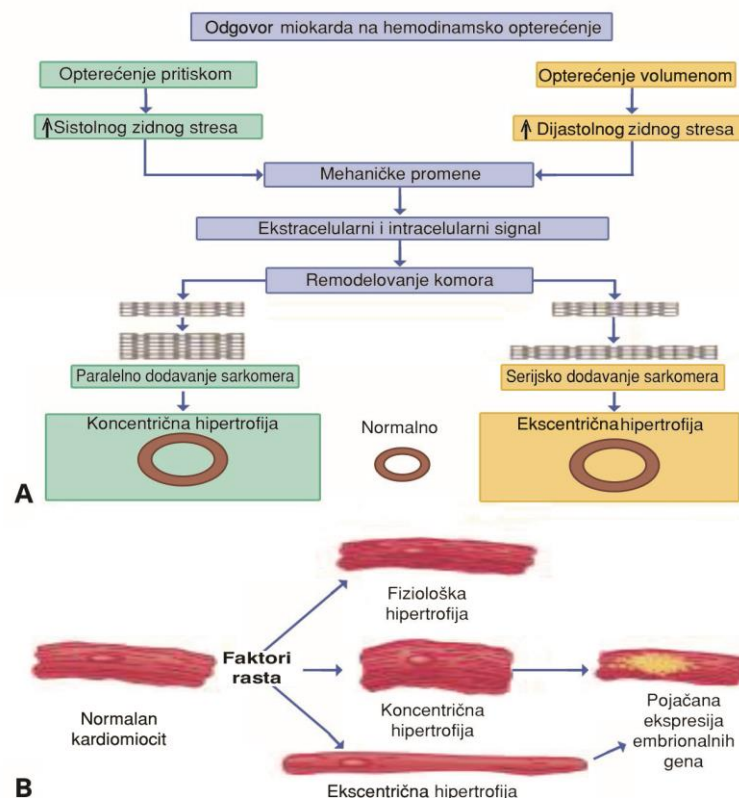 Odgovor miokarda na hemodinamsko opterećenje
Opterećenje pritiskom
Opterećenje volumenom
↑Sistolnog zidnog stresa
↑ Dijastolnog zidnog stresa
Mehaničke promene
Ekstracelularni i intracelularni signal
Remodelovanje komora
Paralelno dodavanje sarkomera
Serijsko dodavanje sarkomera
Koncentrična hipertrofija
Normalno
Ekscentrična hipertrofija
A
Fiziološka
hipertrofija
Faktori
rasta
Normalan
kardiomiocit
Koncentrična
hipertrofija
Pojačana
ekspresija
embrionalnih
gena
Ekscentrična hipertrofija
B